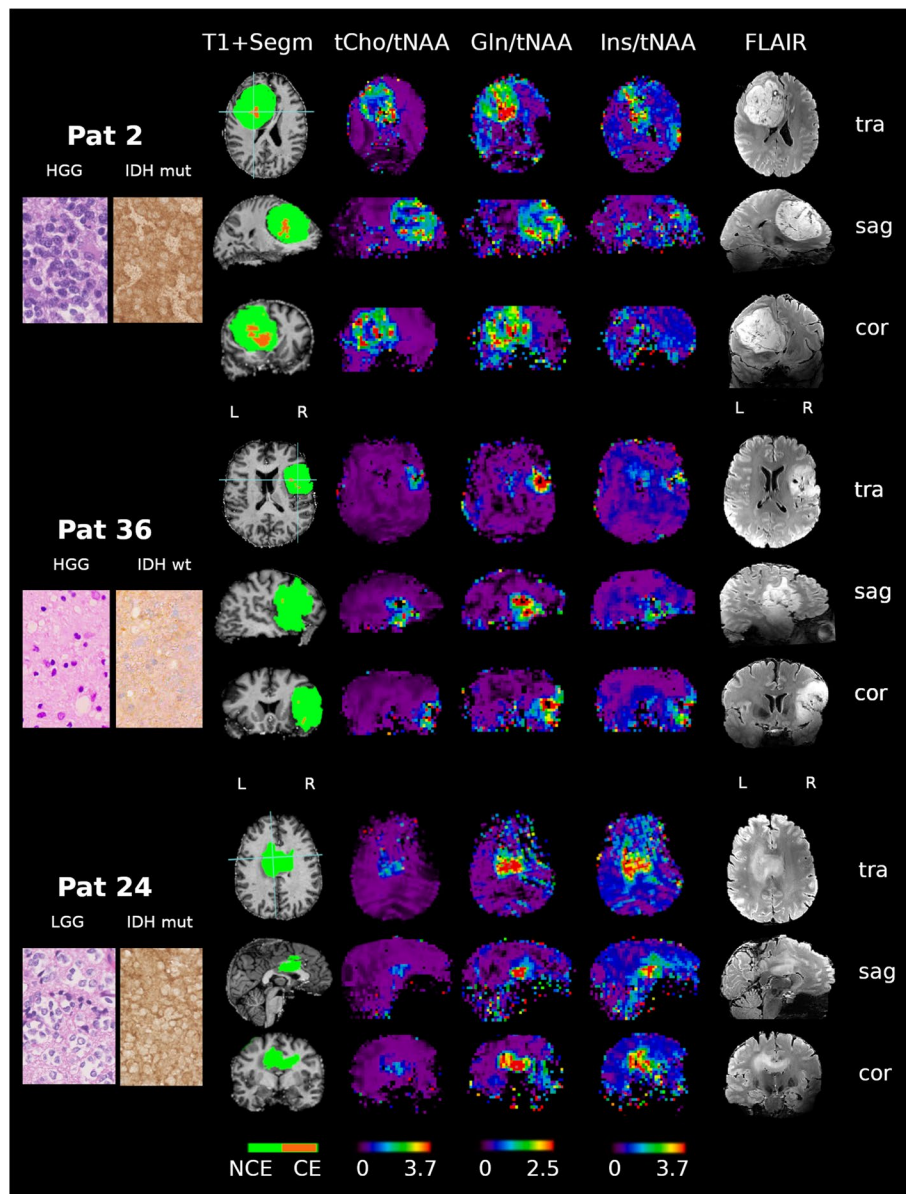 T1+Segm tCho/tNAA Gln/tNAA Ins/tNAA FLAIR
tra
Pat 2
HGG IDH mut
sag
cor
L R L R
tra
Pat 36
HGG IDH wt
sag
cor
L R L R
tra
Pat 24
LGG IDH mut
sag
cor
NCE CE 0 3.7 0 2.5 0 3.7